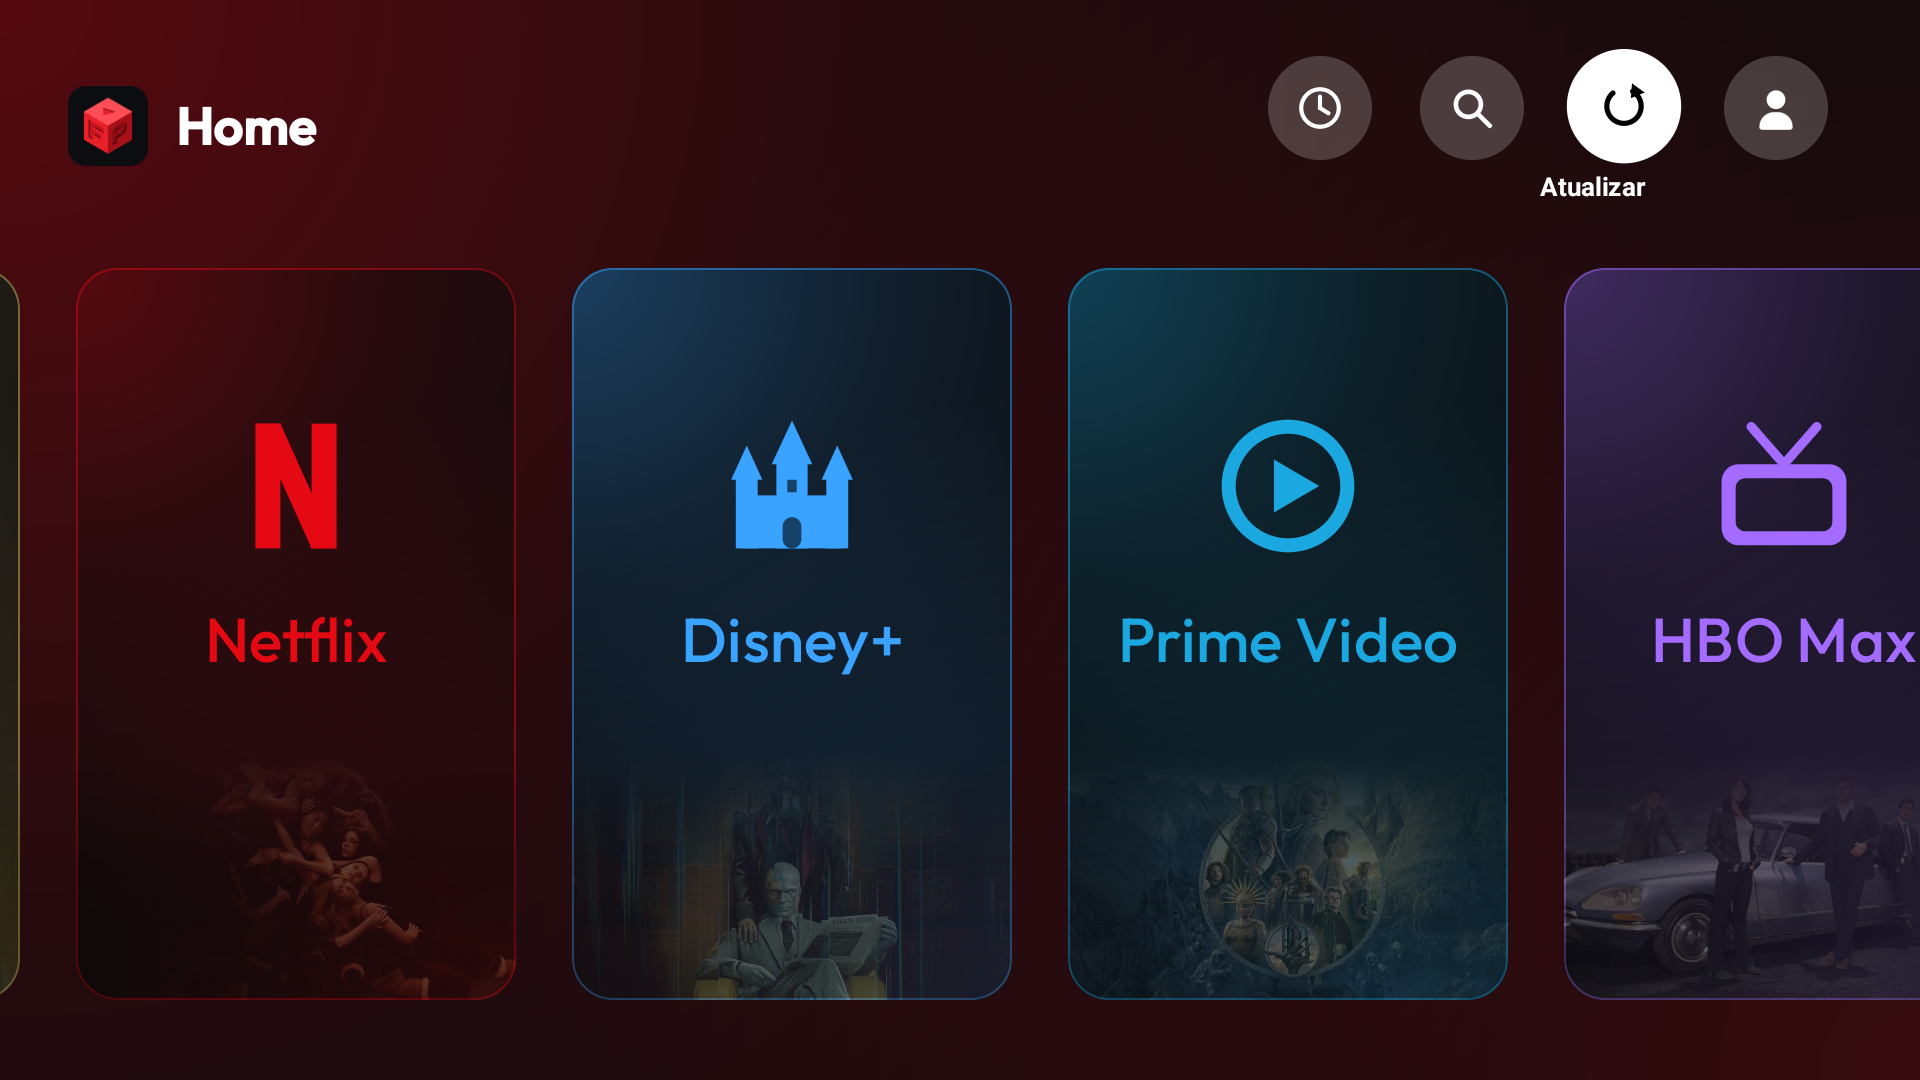 Home
Atualizar
Netflix
Disney+
Prime Video
HBO Max